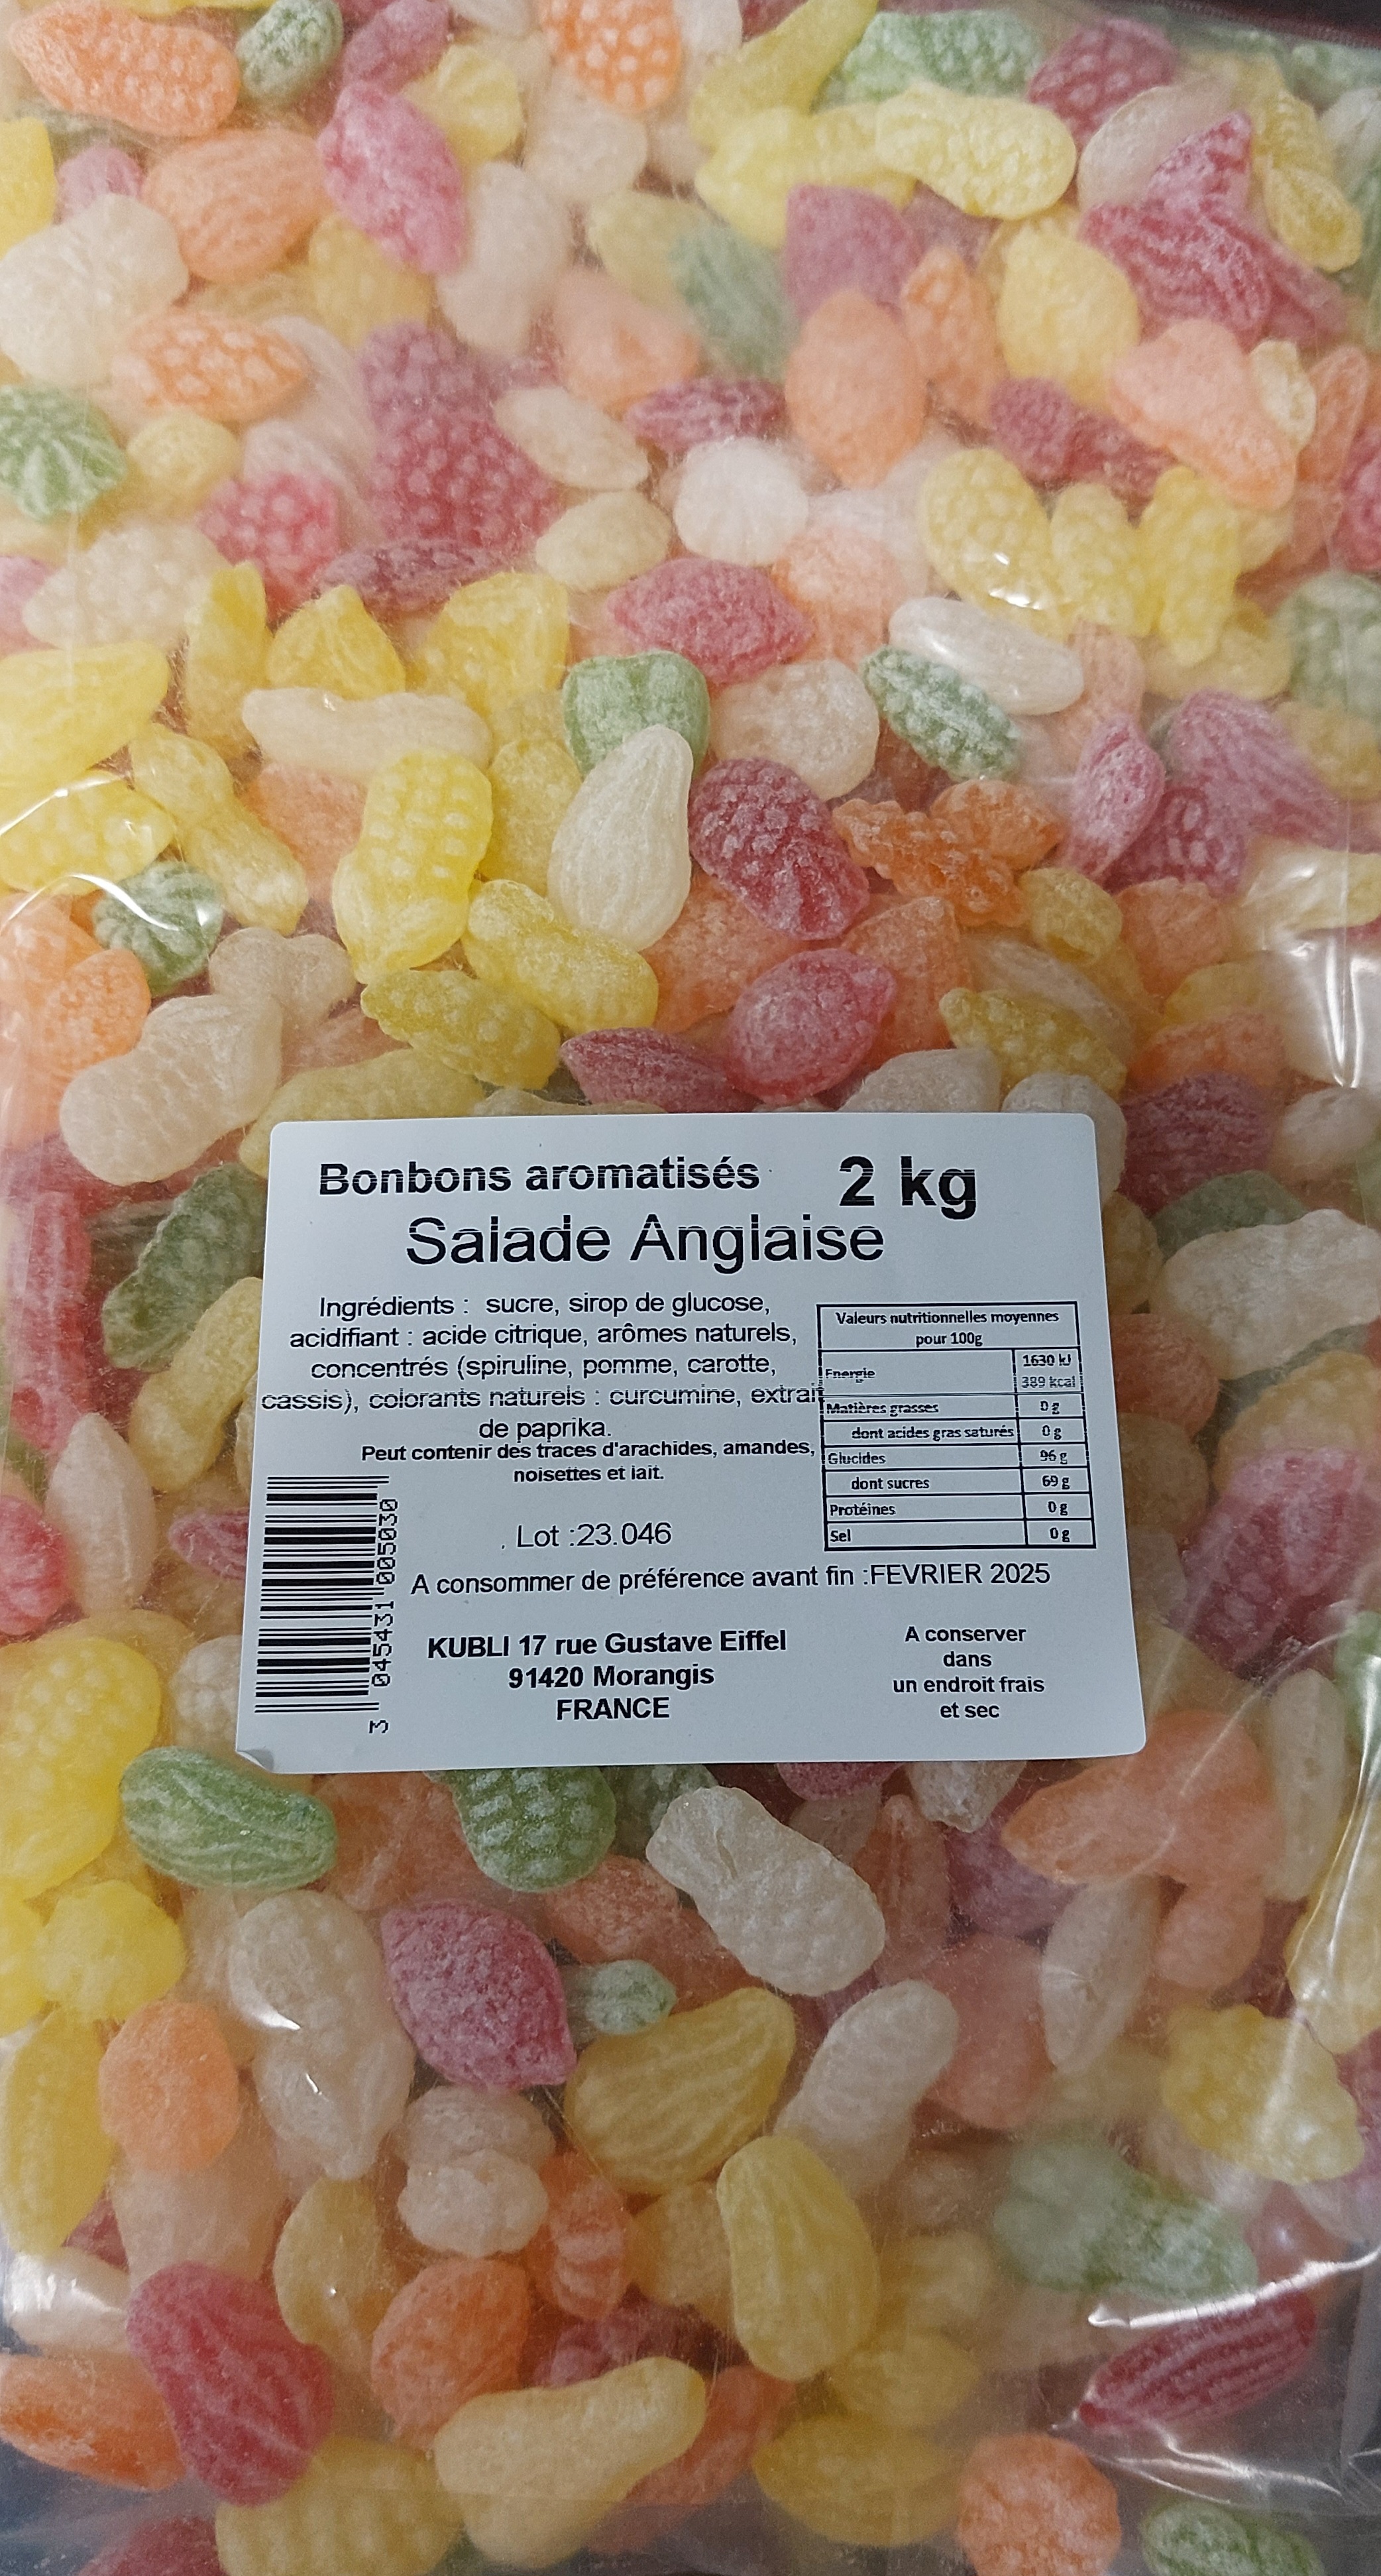 Bonbons aromatisés 2 kg
Salade Anglaise
Ingrédients : sucre, sirop de glucose,
acidifiant : acide citrique, arômes naturels,
concentrés (spiruline, pomme, carotte,
cassis), colorants naturels : curcumine, extrait
de paprika.
Peut contenir des traces d'arachides, amandes,
noisettes et lait.
Valeurs nutritionnelles moyennes
pour 100g
Energie 1630 kJ
389 kcal
Matières grasses 0 g
dont acides gras saturés 0 g
Glucides 96 g
dont sucres 69 g
Protéines 0 g
Sel 0 g
Lot :23.046
A consommer de préférence avant fin :FEVRIER 2025
KUBLI 17 rue Gustave Eiffel
91420 Morangis
FRANCE
A conserver
dans
un endroit frais
et sec
3 045431 005030